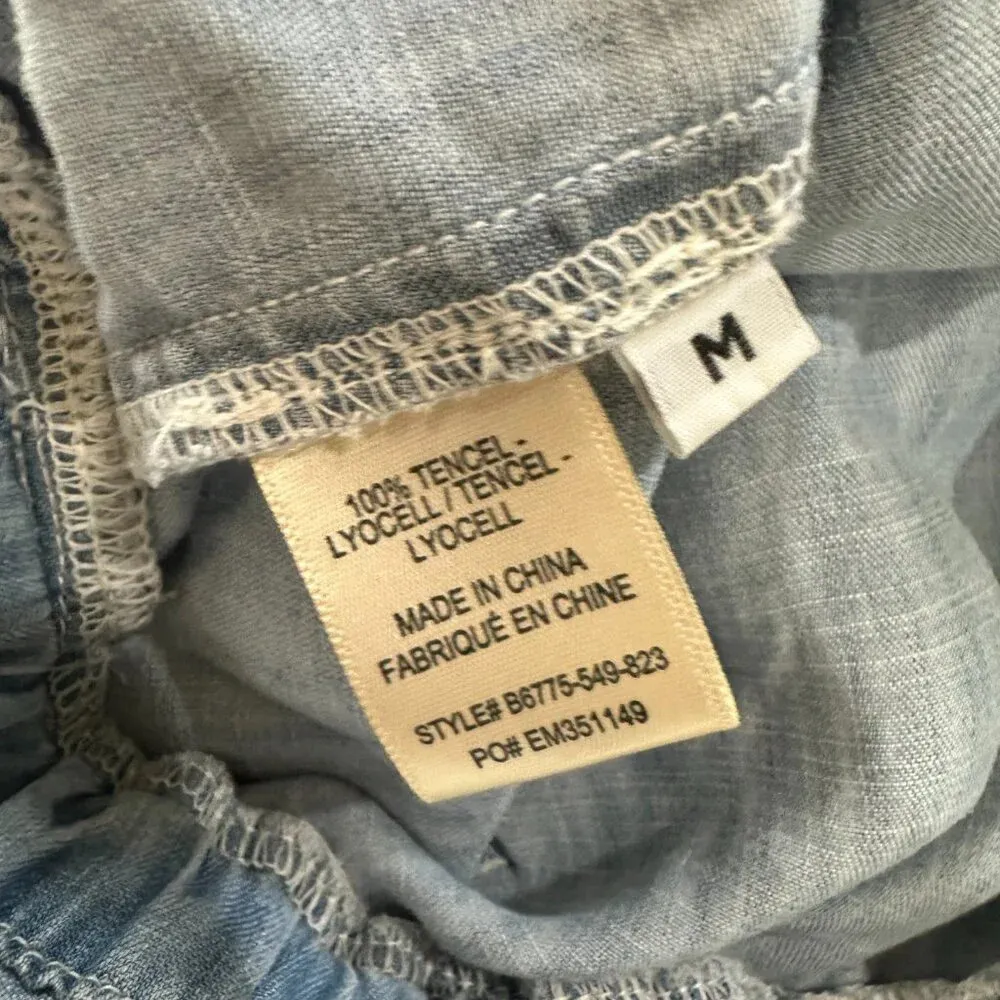 M
100% TENCEL -
LYOCELL / TENCEL -
LYOCELL
MADE IN CHINA
FABRIQUÉ EN CHINE
STYLE# B6775-549-823
PO# EM351149